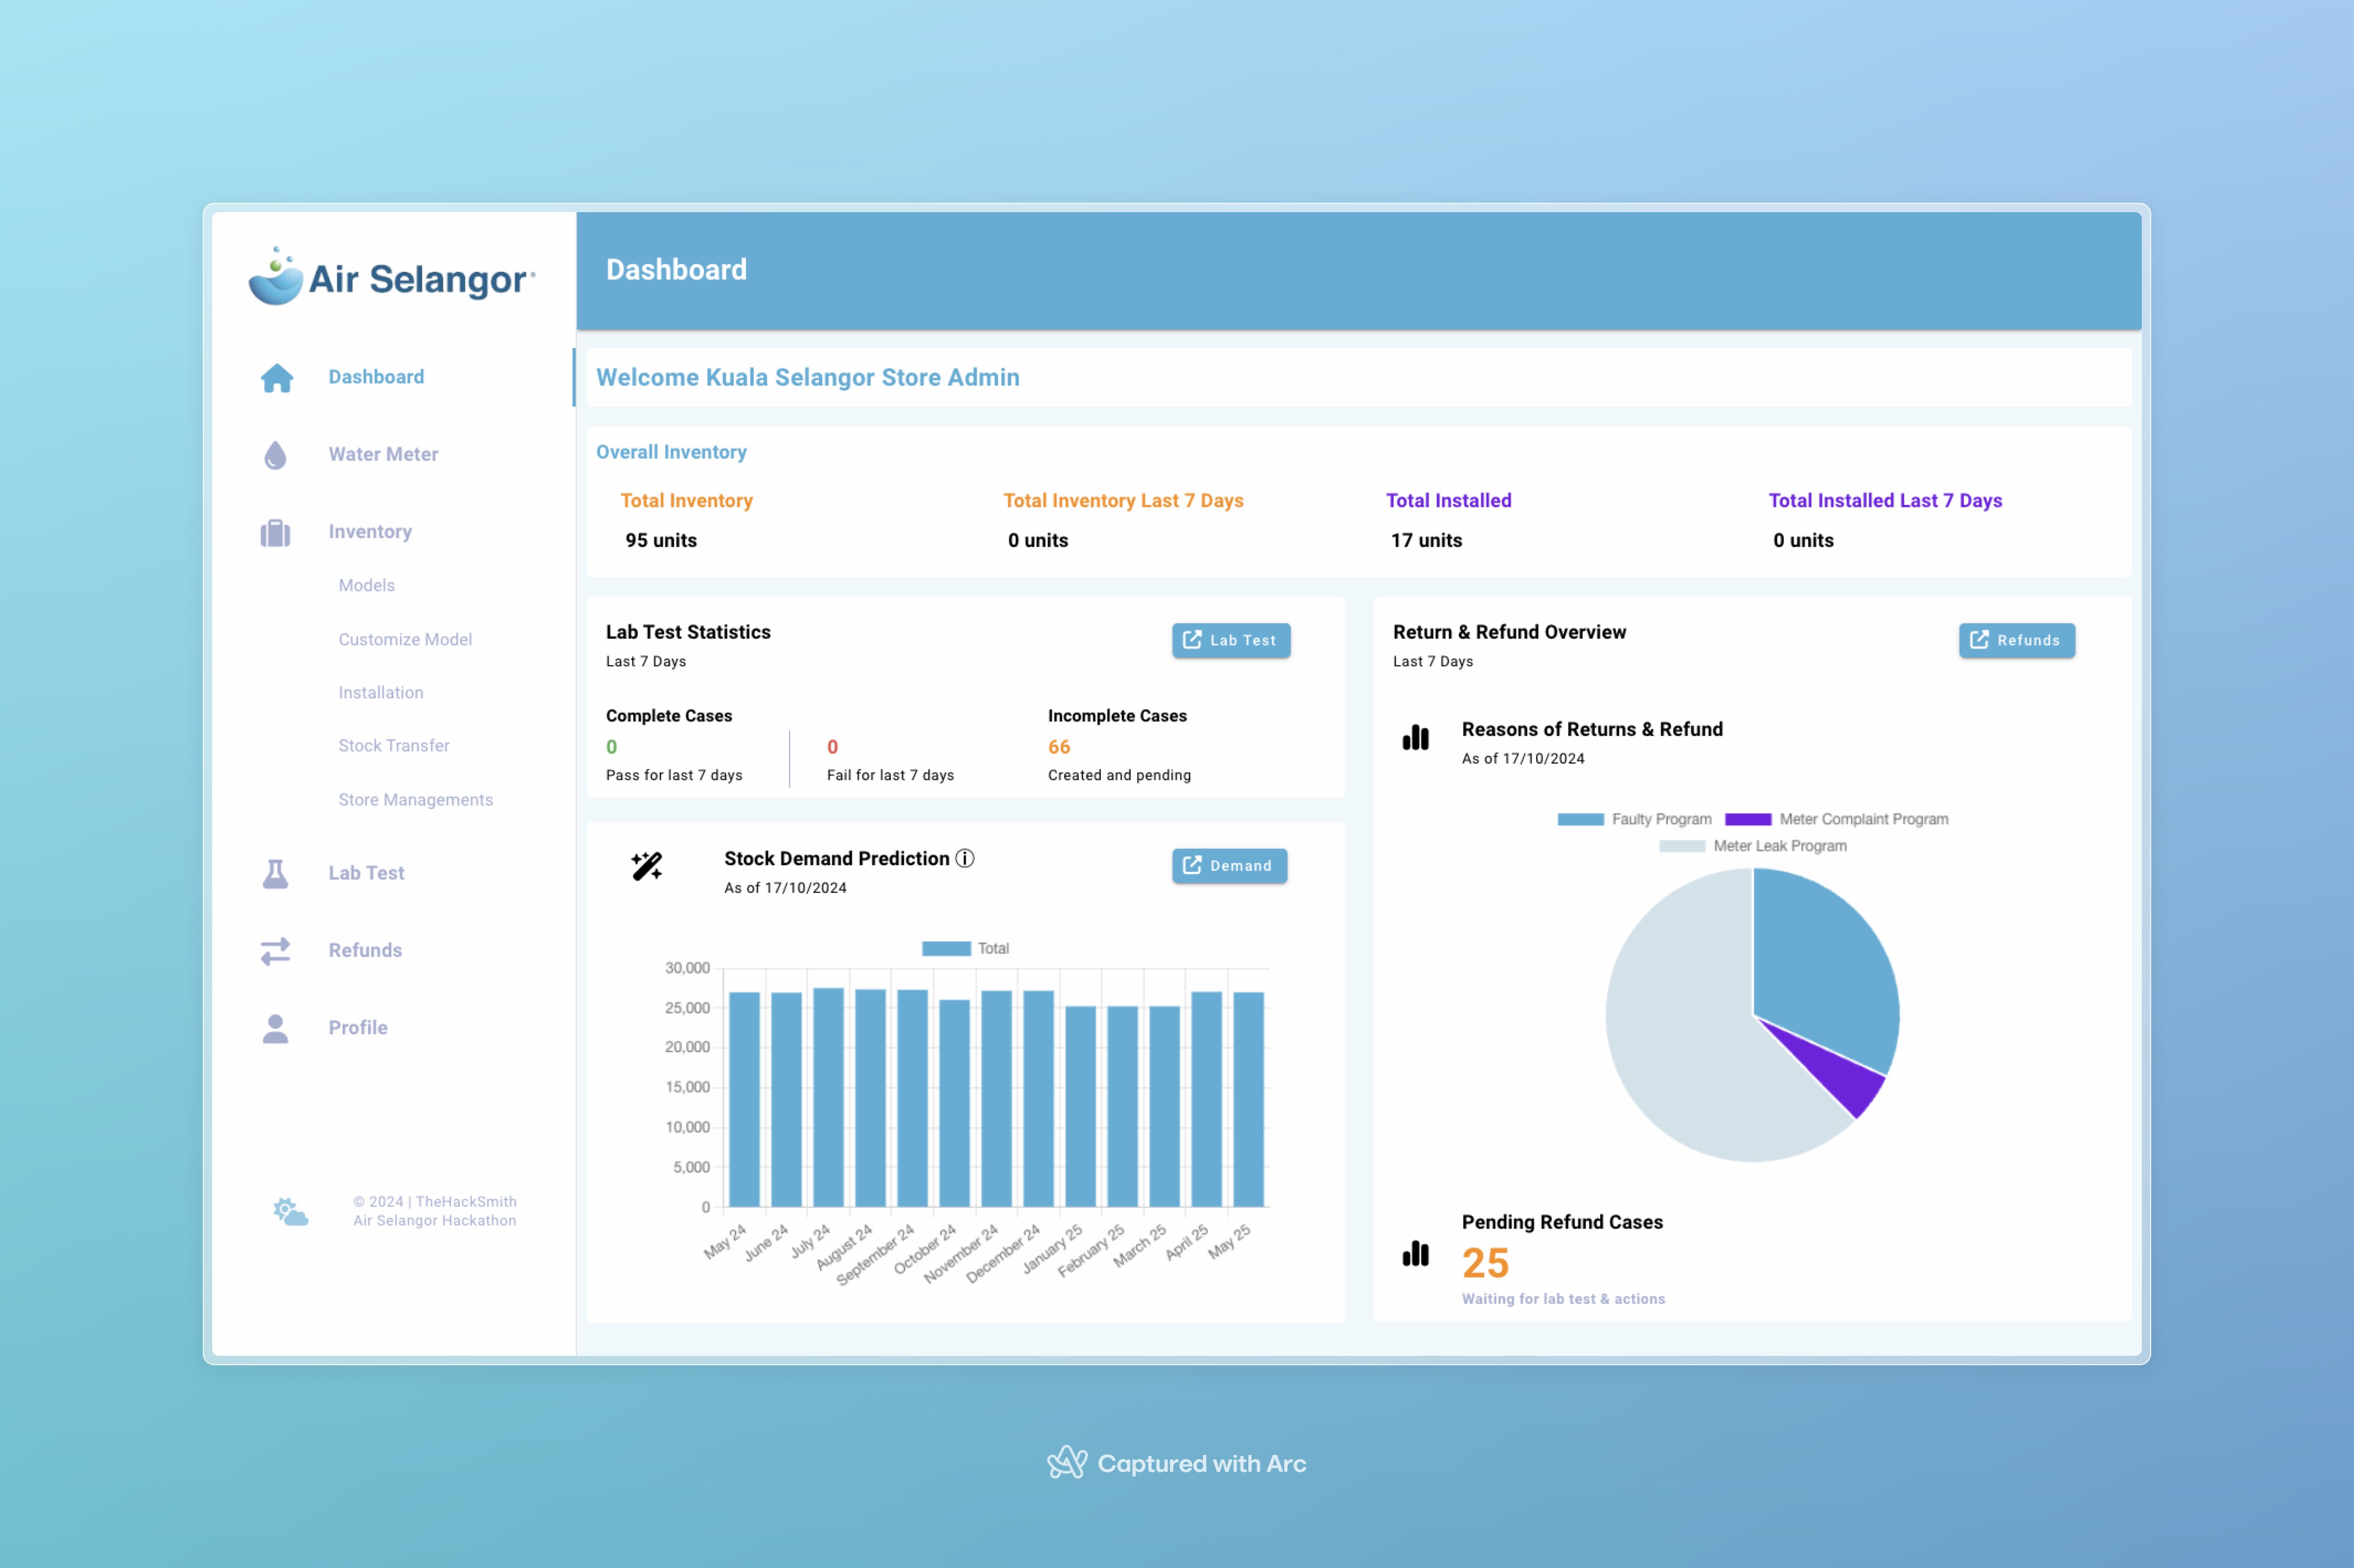 Air Selangor
Dashboard
Dashboard
Water Meter
Inventory
Models
Customize Model
Installation
Stock Transfer
Store Managements
Lab Test
Refunds
Profile
© 2024 | TheHackSmith
Air Selangor Hackathon
Welcome Kuala Selangor Store Admin
Overall Inventory
Total Inventory
95 units
Total Inventory Last 7 Days
0 units
Total Installed
17 units
Total Installed Last 7 Days
0 units
Lab Test Statistics
Last 7 Days
Lab Test
Complete Cases
0
Pass for last 7 days
0
Fail for last 7 days
Incomplete Cases
66
Created and pending
Stock Demand Prediction
As of 17/10/2024
Demand
Total
30,000
25,000
20,000
15,000
10,000
5,000
0
May 24
June 24
July 24
August 24
September 24
October 24
November 24
December 24
January 25
February 25
March 25
April 25
May 25
Return & Refund Overview
Last 7 Days
Refunds
Reasons of Returns & Refund
As of 17/10/2024
Faulty Program
Meter Complaint Program
Meter Leak Program
Pending Refund Cases
25
Waiting for lab test & actions
Captured with Arc